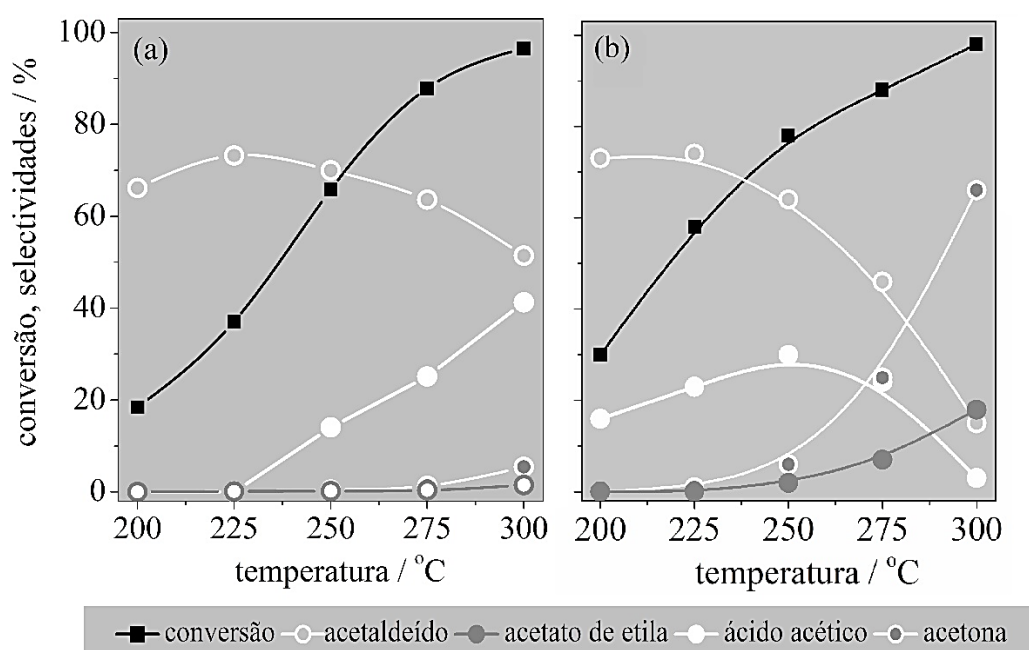 conversão, selectividades / %
100
80
60
40
20
0
(a)
(b)
200 225 250 275 300
200 225 250 275 300
temperatura / °C
temperatura / °C
conversão acetaldeído acetato de etila ácido acético acetona